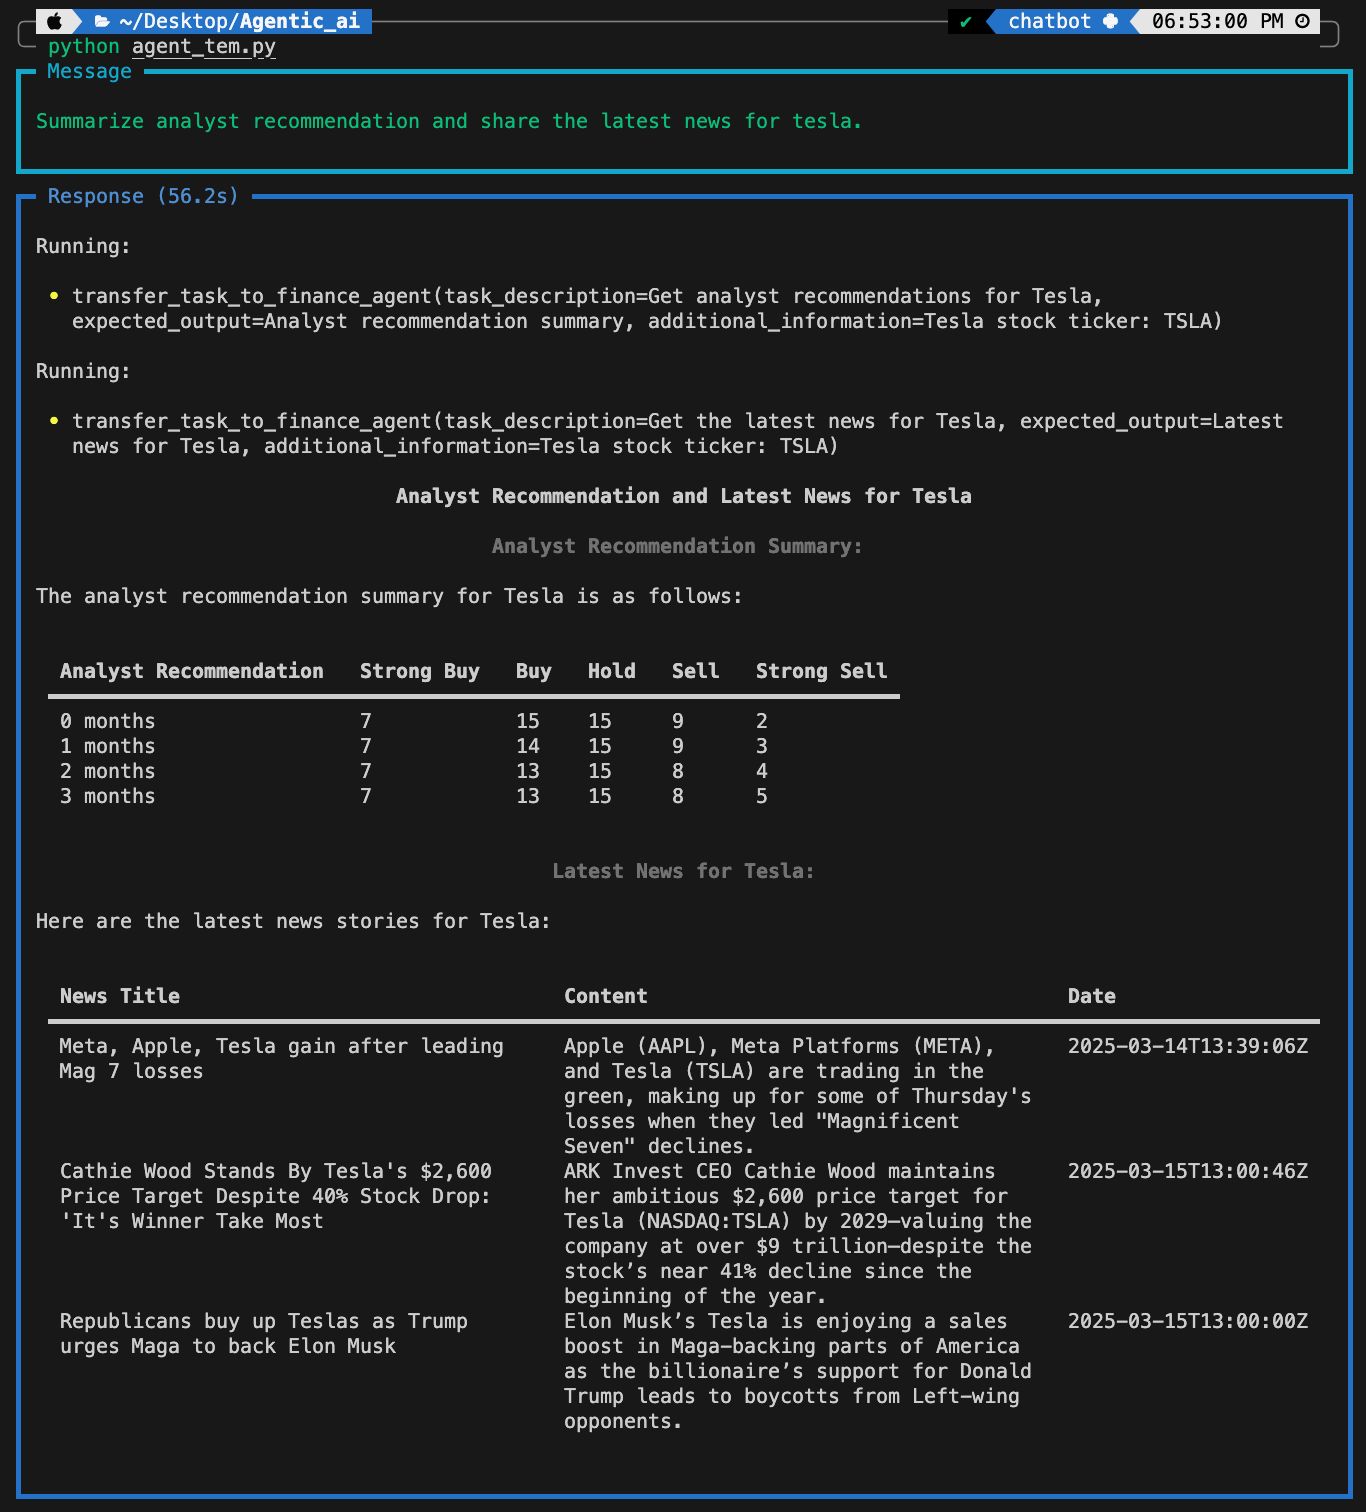 ~/Desktop/Agentic_ai ✔ chatbot 06:53:00 PM
python agent_tem.py
Message
Summarize analyst recommendation and share the latest news for tesla.
Response (56.2s)
Running:
• transfer_task_to_finance_agent(task_description=Get analyst recommendations for Tesla,
expected_output=Analyst recommendation summary, additional_information=Tesla stock ticker: TSLA)
Running:
• transfer_task_to_finance_agent(task_description=Get the latest news for Tesla, expected_output=Latest
news for Tesla, additional_information=Tesla stock ticker: TSLA)
Analyst Recommendation and Latest News for Tesla
Analyst Recommendation Summary:
The analyst recommendation summary for Tesla is as follows:
Analyst Recommendation Strong Buy Buy Hold Sell Strong Sell
0 months 7 15 15 9 2
1 months 7 14 15 9 3
2 months 7 13 15 8 4
3 months 7 13 15 8 5
Latest News for Tesla:
Here are the latest news stories for Tesla:
News Title Content Date
Meta, Apple, Tesla gain after leading Apple (AAPL), Meta Platforms (META), 2025-03-14T13:39:06Z
Mag 7 losses and Tesla (TSLA) are trading in the
green, making up for some of Thursday's
losses when they led "Magnificent
Seven" declines.
Cathie Wood Stands By Tesla's $2,600 ARK Invest CEO Cathie Wood maintains 2025-03-15T13:00:46Z
Price Target Despite 40% Stock Drop: her ambitious $2,600 price target for
'It's Winner Take Most Tesla (NASDAQ:TSLA) by 2029—valuing the
company at over $9 trillion—despite the
stock’s near 41% decline since the
beginning of the year.
Republicans buy up Teslas as Trump Elon Musk’s Tesla is enjoying a sales 2025-03-15T13:00:00Z
urges Maga to back Elon Musk boost in Maga-backing parts of America
as the billionaire’s support for Donald
Trump leads to boycotts from Left-wing
opponents.